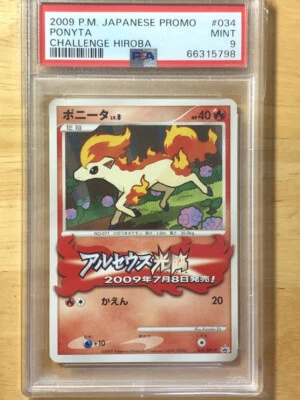 2009 P.M. JAPANESE PROMO #034
PONYTA MINT
CHALLENGE HIROBA 9
PSA 66315798
ポニータ LV.8 HP40
アルセウス光臨
2009年7月8日発売!
かえん 20
+10